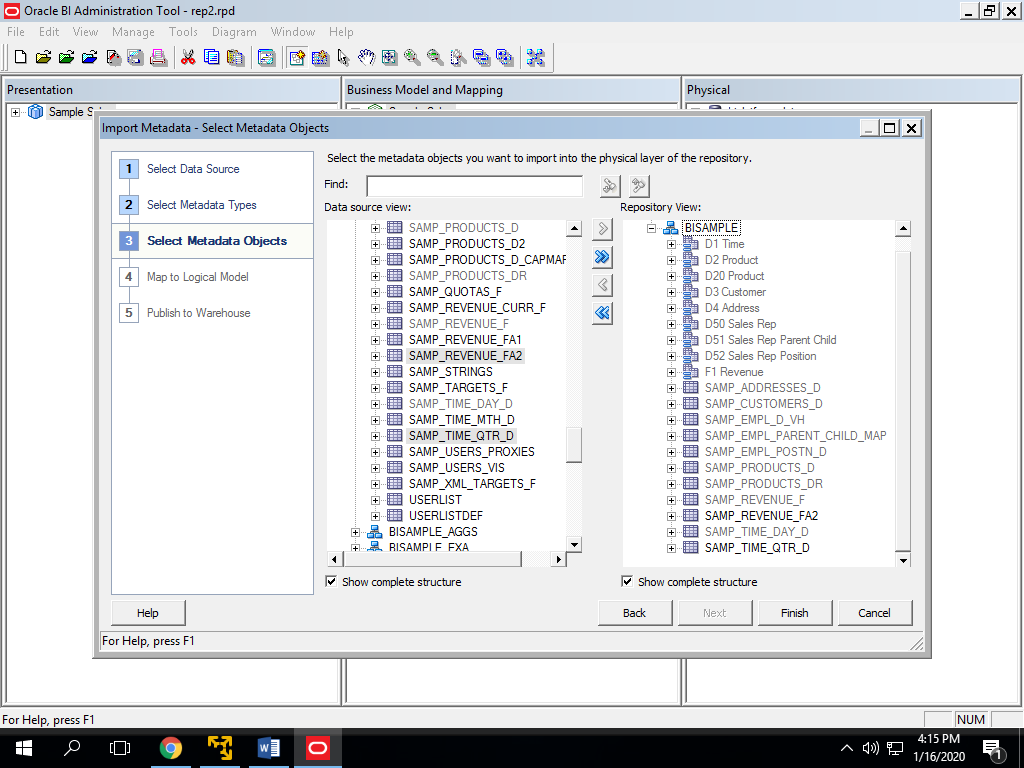 Oracle BI Administration Tool - rep2.rpd
File Edit View Manage Tools Diagram Window Help
Presentation
Business Model and Mapping
Physical
Sample
Import Metadata - Select Metadata Objects
1 Select Data Source
2 Select Metadata Types
3 Select Metadata Objects
4 Map to Logical Model
5 Publish to Warehouse
Select the metadata objects you want to import into the physical layer of the repository.
Find:
Data source view:
SAMP_PRODUCTS_D
SAMP_PRODUCTS_D2
SAMP_PRODUCTS_D_CAPMAP
SAMP_PRODUCTS_DR
SAMP_QUOTAS_F
SAMP_REVENUE_CURR_F
SAMP_REVENUE_F
SAMP_REVENUE_FA1
SAMP_REVENUE_FA2
SAMP_STRINGS
SAMP_TARGETS_F
SAMP_TIME_DAY_D
SAMP_TIME_MTH_D
SAMP_TIME_QTR_D
SAMP_USERS_PROXIES
SAMP_USERS_VIS
SAMP_XML_TARGETS_F
USERLIST
USERLISTDEF
BISAMPLE_AGGS
BISAMPLE_EXA
Show complete structure
Repository View:
BISAMPLE
D1 Time
D2 Product
D20 Product
D3 Customer
D4 Address
D50 Sales Rep
D51 Sales Rep Parent Child
D52 Sales Rep Position
F1 Revenue
SAMP_ADDRESSES_D
SAMP_CUSTOMERS_D
SAMP_EMPL_D_VH
SAMP_EMPL_PARENT_CHILD_MAP
SAMP_EMPL_POSTN_D
SAMP_PRODUCTS_D
SAMP_PRODUCTS_DR
SAMP_REVENUE_F
SAMP_REVENUE_FA2
SAMP_TIME_DAY_D
SAMP_TIME_QTR_D
Show complete structure
Help
Back Next Finish Cancel
For Help, press F1
For Help, press F1
NUM
4:15 PM
1/16/2020
1